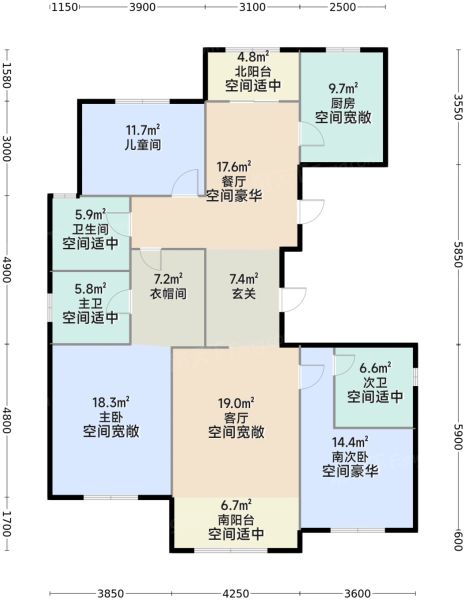 1150 3900 3100 2500
1580
3000
4900
4800
1700
3550
5850
5900
600
4.8m²
北阳台
空间适中
9.7m²
厨房
空间宽敞
11.7m²
儿童间
17.6m²
餐厅
空间豪华
5.9m²
卫生间
空间适中
5.8m²
主卫
空间适中
7.2m²
衣帽间
7.4m²
玄关
18.3m²
主卧
空间宽敞
19.0m²
客厅
空间宽敞
6.6m²
次卫
空间适中
14.4m²
南次卧
空间豪华
6.7m²
南阳台
空间适中
3850 4250 3600